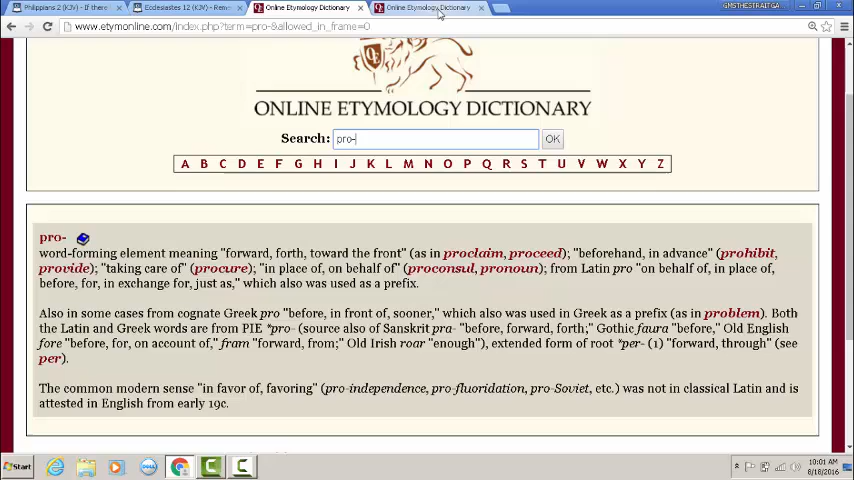 Philippians 2 (KJV) - If there
Ecclesiastes 12 (KJV) - Rem
Online Etymology Dictionary
Online Etymology Dictionary
GMSTHESTRAITGA
www.etymonline.com/index.php?term=pro-&allowed_in_frame=0
ONLINE ETYMOLOGY DICTIONARY
Search: pro- OK
A B C D E F G H I J K L M N O P Q R S T U V W X Y Z
pro-
word-forming element meaning "forward, forth, toward the front" (as in proclaim, proceed); "beforehand, in advance" (prohibit,
provide); "taking care of" (procure); "in place of, on behalf of" (proconsul, pronoun); from Latin pro "on behalf of, in place of,
before, for, in exchange for, just as," which also was used as a prefix.
Also in some cases from cognate Greek pro "before, in front of, sooner," which also was used in Greek as a prefix (as in problem). Both
the Latin and Greek words are from PIE *pro- (source also of Sanskrit pra- "before, forward, forth;" Gothic faura "before," Old English
fore "before, for, on account of," fram "forward, from;" Old Irish roar "enough"), extended form of root *per- (1) "forward, through" (see
per).
The common modern sense "in favor of, favoring" (pro-independence, pro-fluoridation, pro-Soviet, etc.) was not in classical Latin and is
attested in English from early 19c.
Start
10:01 AM
8/18/2016